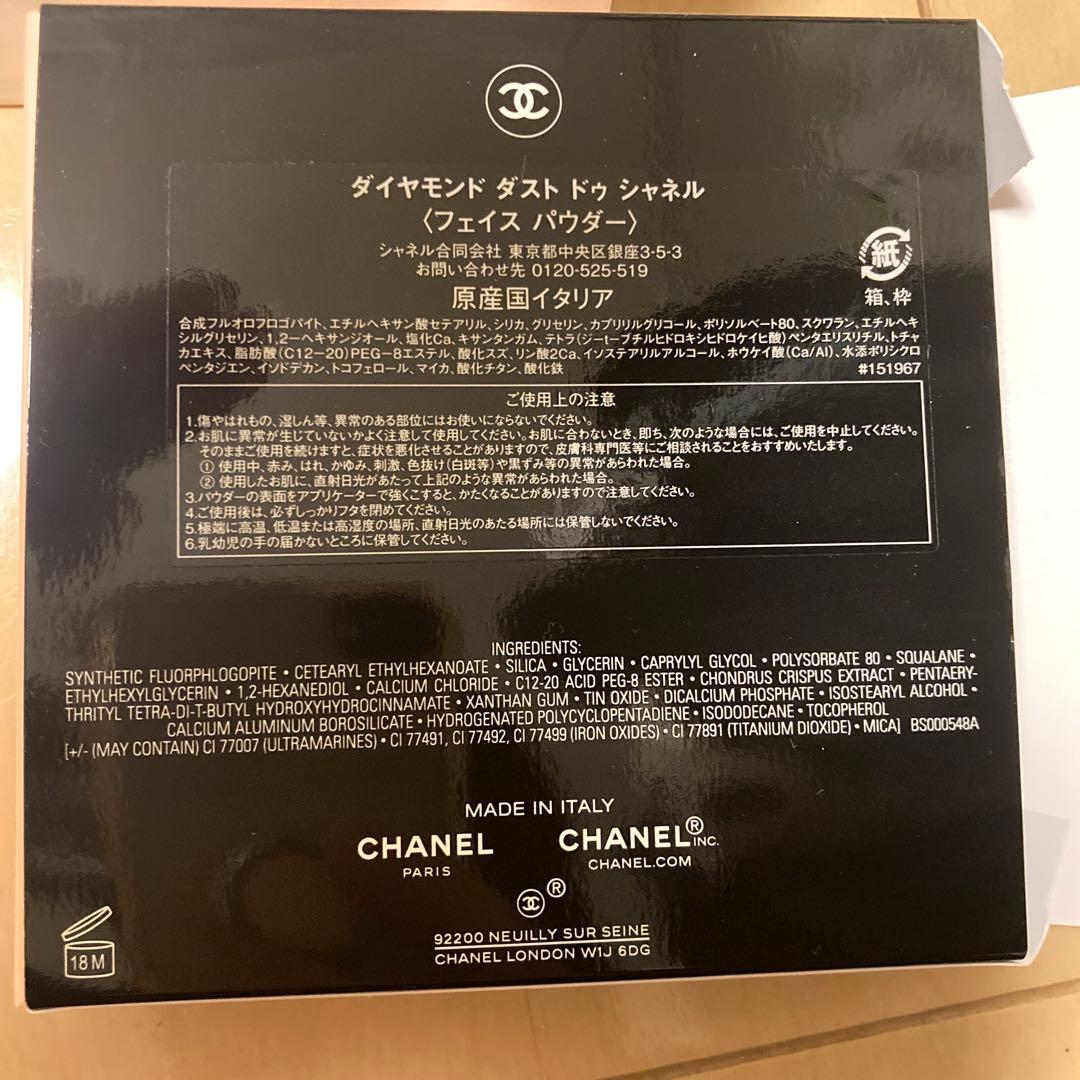 ダイヤモンド ダスト ドゥ シャネル
〈フェイス パウダー〉
シャネル合同会社 東京都中央区銀座3-5-3
お問い合わせ先 0120-525-519
原産国イタリア
紙
箱、枠
合成フルオロフロゴパイト、エチルヘキサン酸セテアリル、シリカ、グリセリン、カプリリルグリコール、ポリソルベート80、スクワラン、エチルヘキ
シルグリセリン、1,2-ヘキサンジオール、塩化Ca、キサンタンガム、テトラ(ジ-t-ブチルヒドロキシヒドロケイヒ酸)ペンタエリスリチル、トチャ
カエキス、脂肪酸(C12-20)PEG-8エステル、酸化スズ、リン酸2Ca、イソステアリルアルコール、ホウケイ酸(Ca/Al)、水添ポリシクロ
ペンタジエン、イソドデカン、トコフェロール、マイカ、酸化チタン、酸化鉄
#151967
ご使用上の注意
1.傷やはれもの、湿しん等、異常のある部位にはお使いにならないでください。
2.お肌に異常が生じていないかよく注意して使用してください。お肌に合わないとき、即ち、次のような場合には、ご使用を中止してください。
そのままご使用を続けますと、症状を悪化させることがありますので、皮膚科専門医等にご相談されることをおすすめいたします。
① 使用中、赤み、はれ、かゆみ、刺激、色抜け(白斑等)や黒ずみ等の異常があらわれた場合。
② 使用したお肌に、直射日光があたって上記のような異常があらわれた場合。
3.パウダーの表面をアプリケーターで強くこすると、かたくなることがありますので注意してください。
4.ご使用後は、必ずしっかりフタを閉めてください。
5.極端に高温、低温または高湿度の場所、直射日光のあたる場所には保管しないでください。
6.乳幼児の手の届かないところに保管してください。
INGREDIENTS:
SYNTHETIC FLUORPHLOGOPITE • CETEARYL ETHYLHEXANOATE • SILICA • GLYCERIN • CAPRYLYL GLYCOL • POLYSORBATE 80 • SQUALANE •
ETHYLHEXYLGLYCERIN • 1,2-HEXANEDIOL • CALCIUM CHLORIDE • C12-20 ACID PEG-8 ESTER • CHONDRUS CRISPUS EXTRACT • PENTAERY-
THRITYL TETRA-DI-T-BUTYL HYDROXYHYDROCINNAMATE • XANTHAN GUM • TIN OXIDE • DICALCIUM PHOSPHATE • ISOSTEARYL ALCOHOL •
CALCIUM ALUMINUM BOROSILICATE • HYDROGENATED POLYCYCLOPENTADIENE • ISODODECANE • TOCOPHEROL
[+/- (MAY CONTAIN) CI 77007 (ULTRAMARINES) • CI 77491, CI 77492, CI 77499 (IRON OXIDES) • CI 77891 (TITANIUM DIOXIDE) • MICA] BS000548A
MADE IN ITALY
CHANEL
PARIS
CHANEL® INC.
CHANEL.COM
®
92200 NEUILLY SUR SEINE
CHANEL LONDON W1J 6DG
18 M